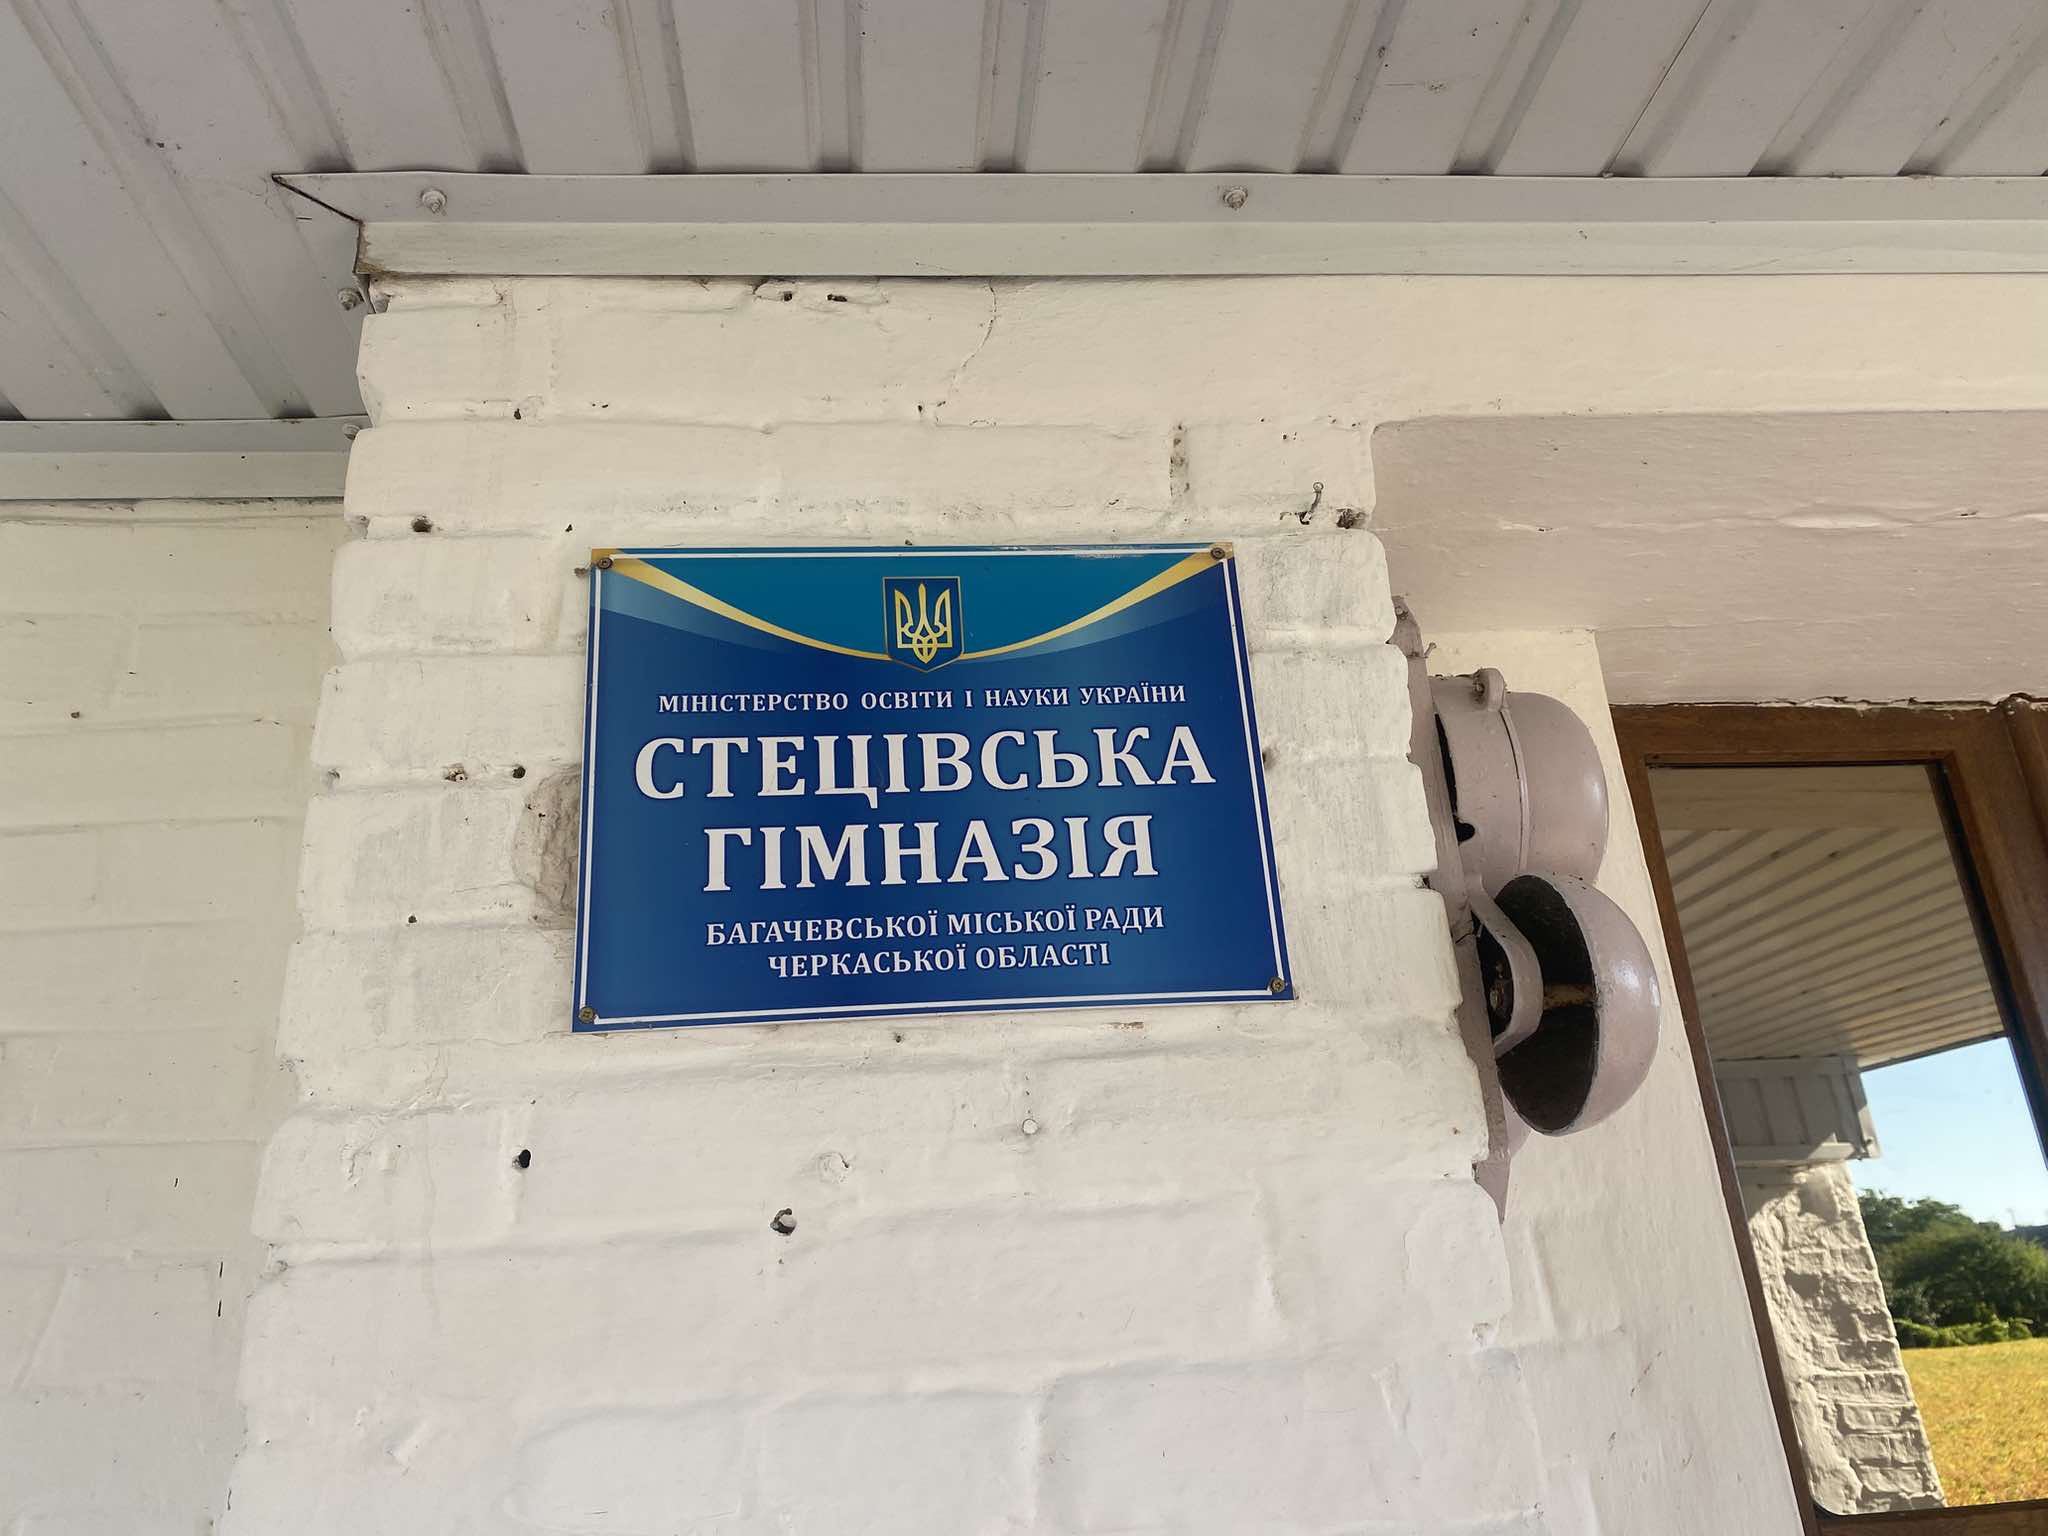 МІНІСТЕРСТВО ОСВІТИ І НАУКИ УКРАЇНИ
СТЕЦІВСЬКА
ГІМНАЗІЯ
БАГАЧЕВСЬКОЇ МІСЬКОЇ РАДИ
ЧЕРКАСЬКОЇ ОБЛАСТІ